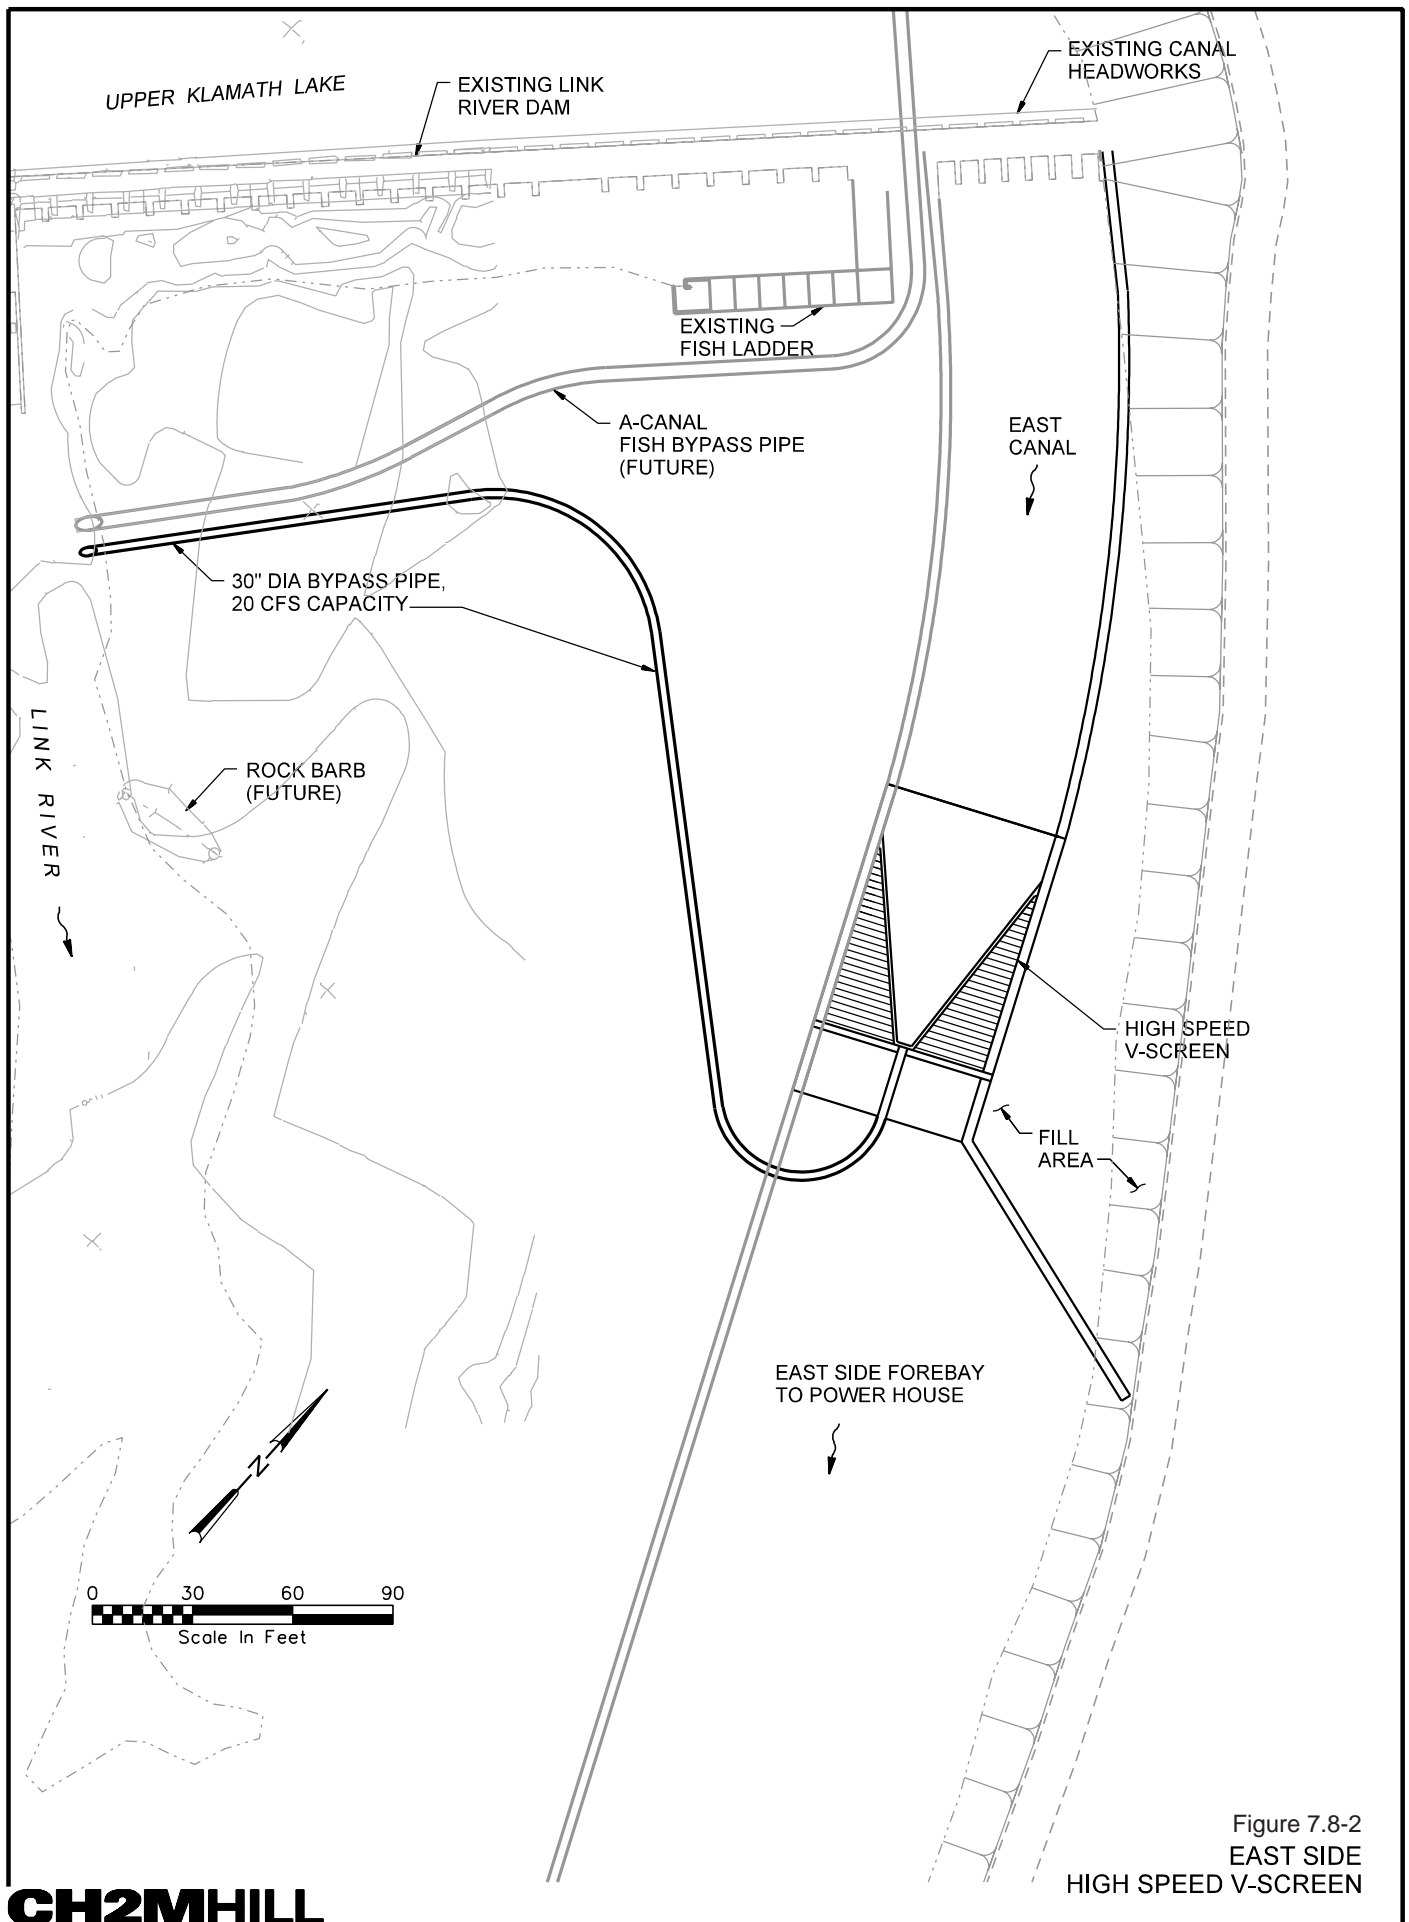 EXISTING CANAL
HEADWORKS
UPPER KLAMATH LAKE
EXISTING LINK
RIVER DAM
EXISTING
FISH LADDER
A-CANAL
FISH BYPASS PIPE
(FUTURE)
EAST
CANAL
30" DIA BYPASS PIPE,
20 CFS CAPACITY
LINK RIVER
ROCK BARB
(FUTURE)
HIGH SPEED
V-SCREEN
FILL
AREA
EAST SIDE FOREBAY
TO POWER HOUSE
N
0 30 60 90
Scale In Feet
Figure 7.8-2
EAST SIDE
HIGH SPEED V-SCREEN
CH2MHILL